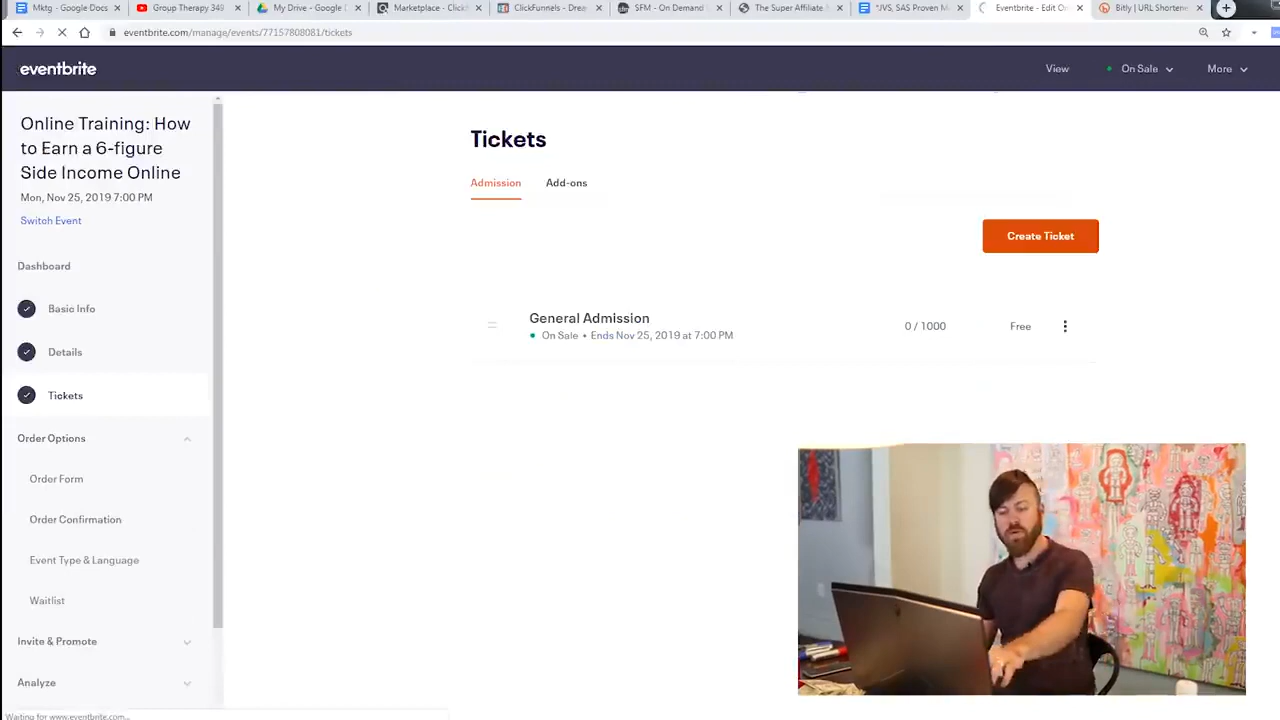 Mktg - Google Docs
Group Therapy 349
My Drive - Google D
Marketplace - ClickF
ClickFunnels - Drea
SFM - On Demand V
The Super Affiliate M
*JVS, SAS Proven M
Eventbrite - Edit On
Bitly | URL Shortene
eventbrite.com/manage/events/77157808081/tickets
eventbrite
View
On Sale
More
Online Training: How
to Earn a 6-figure
Side Income Online
Mon, Nov 25, 2019 7:00 PM
Switch Event
Dashboard
Basic Info
Details
Tickets
Order Options
Order Form
Order Confirmation
Event Type & Language
Waitlist
Invite & Promote
Analyze
Waiting for www.eventbrite.com...
Tickets
Admission
Add-ons
Create Ticket
General Admission
On Sale • Ends Nov 25, 2019 at 7:00 PM
0 / 1000
Free